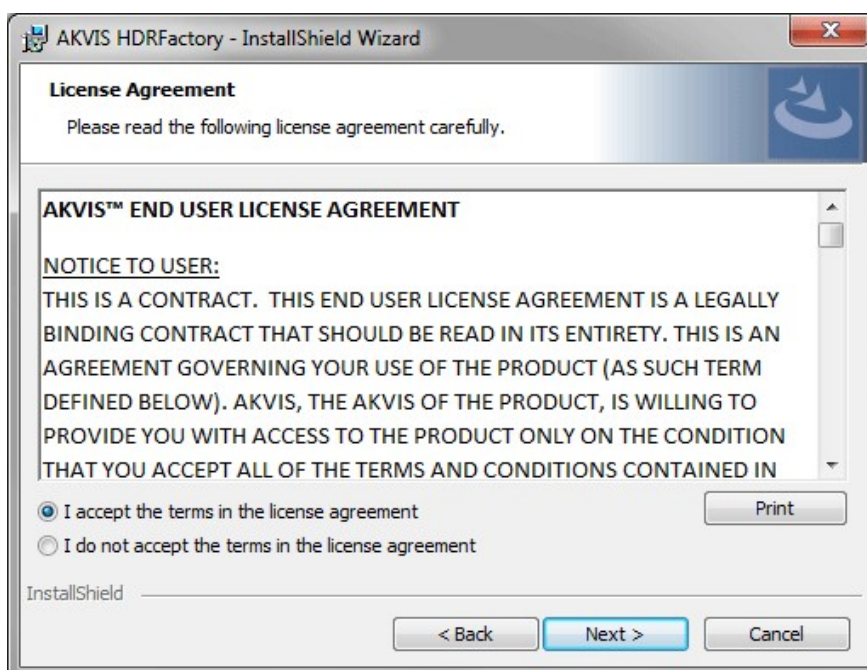 AKVIS HDRFactory - InstallShield Wizard
License Agreement
Please read the following license agreement carefully.
AKVIS™ END USER LICENSE AGREEMENT
NOTICE TO USER:
THIS IS A CONTRACT.  THIS END USER LICENSE AGREEMENT IS A LEGALLY
BINDING CONTRACT THAT SHOULD BE READ IN ITS ENTIRETY. THIS IS AN
AGREEMENT GOVERNING YOUR USE OF THE PRODUCT (AS SUCH TERM
DEFINED BELOW). AKVIS, THE AKVIS OF THE PRODUCT, IS WILLING TO
PROVIDE YOU WITH ACCESS TO THE PRODUCT ONLY ON THE CONDITION
THAT YOU ACCEPT ALL OF THE TERMS AND CONDITIONS CONTAINED IN
I accept the terms in the license agreement
Print
I do not accept the terms in the license agreement
InstallShield
< Back
Next >
Cancel